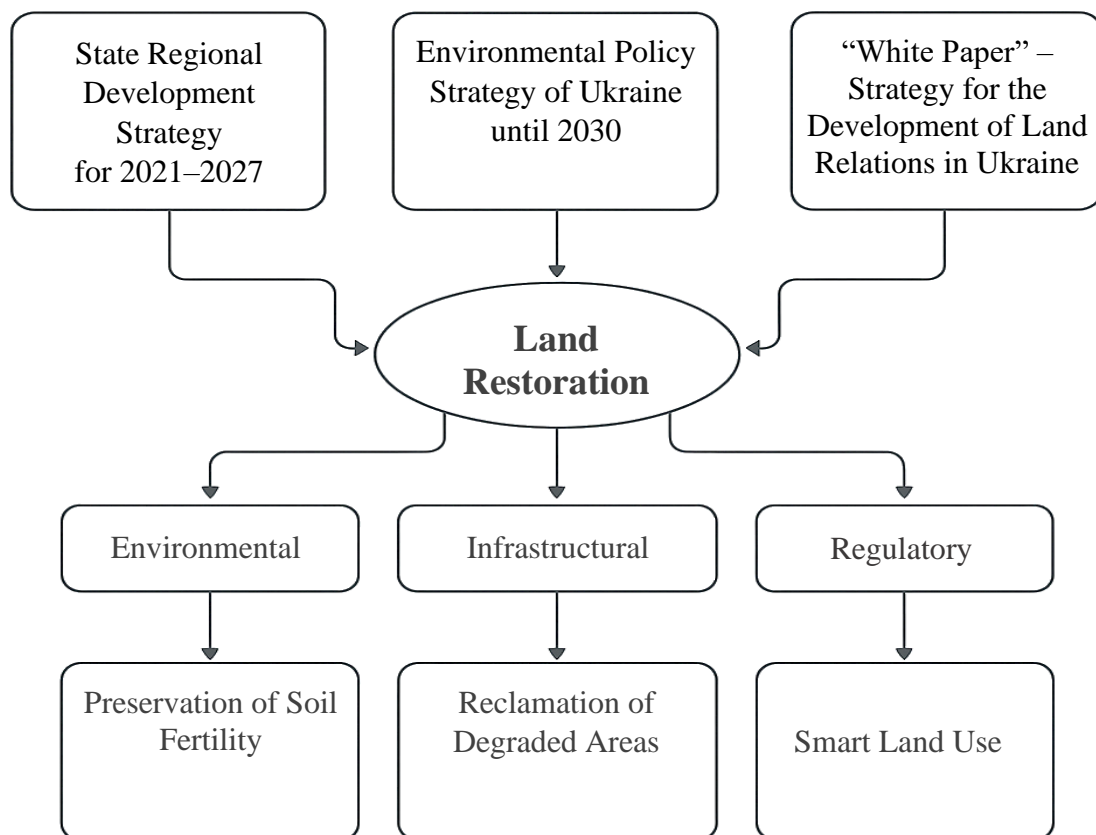 State Regional
Development
Strategy
for 2021–2027
Environmental Policy
Strategy of Ukraine
until 2030
“White Paper” –
Strategy for the
Development of Land
Relations in Ukraine
Land
Restoration
Environmental
Infrastructural
Regulatory
Preservation of Soil
Fertility
Reclamation of
Degraded Areas
Smart Land Use